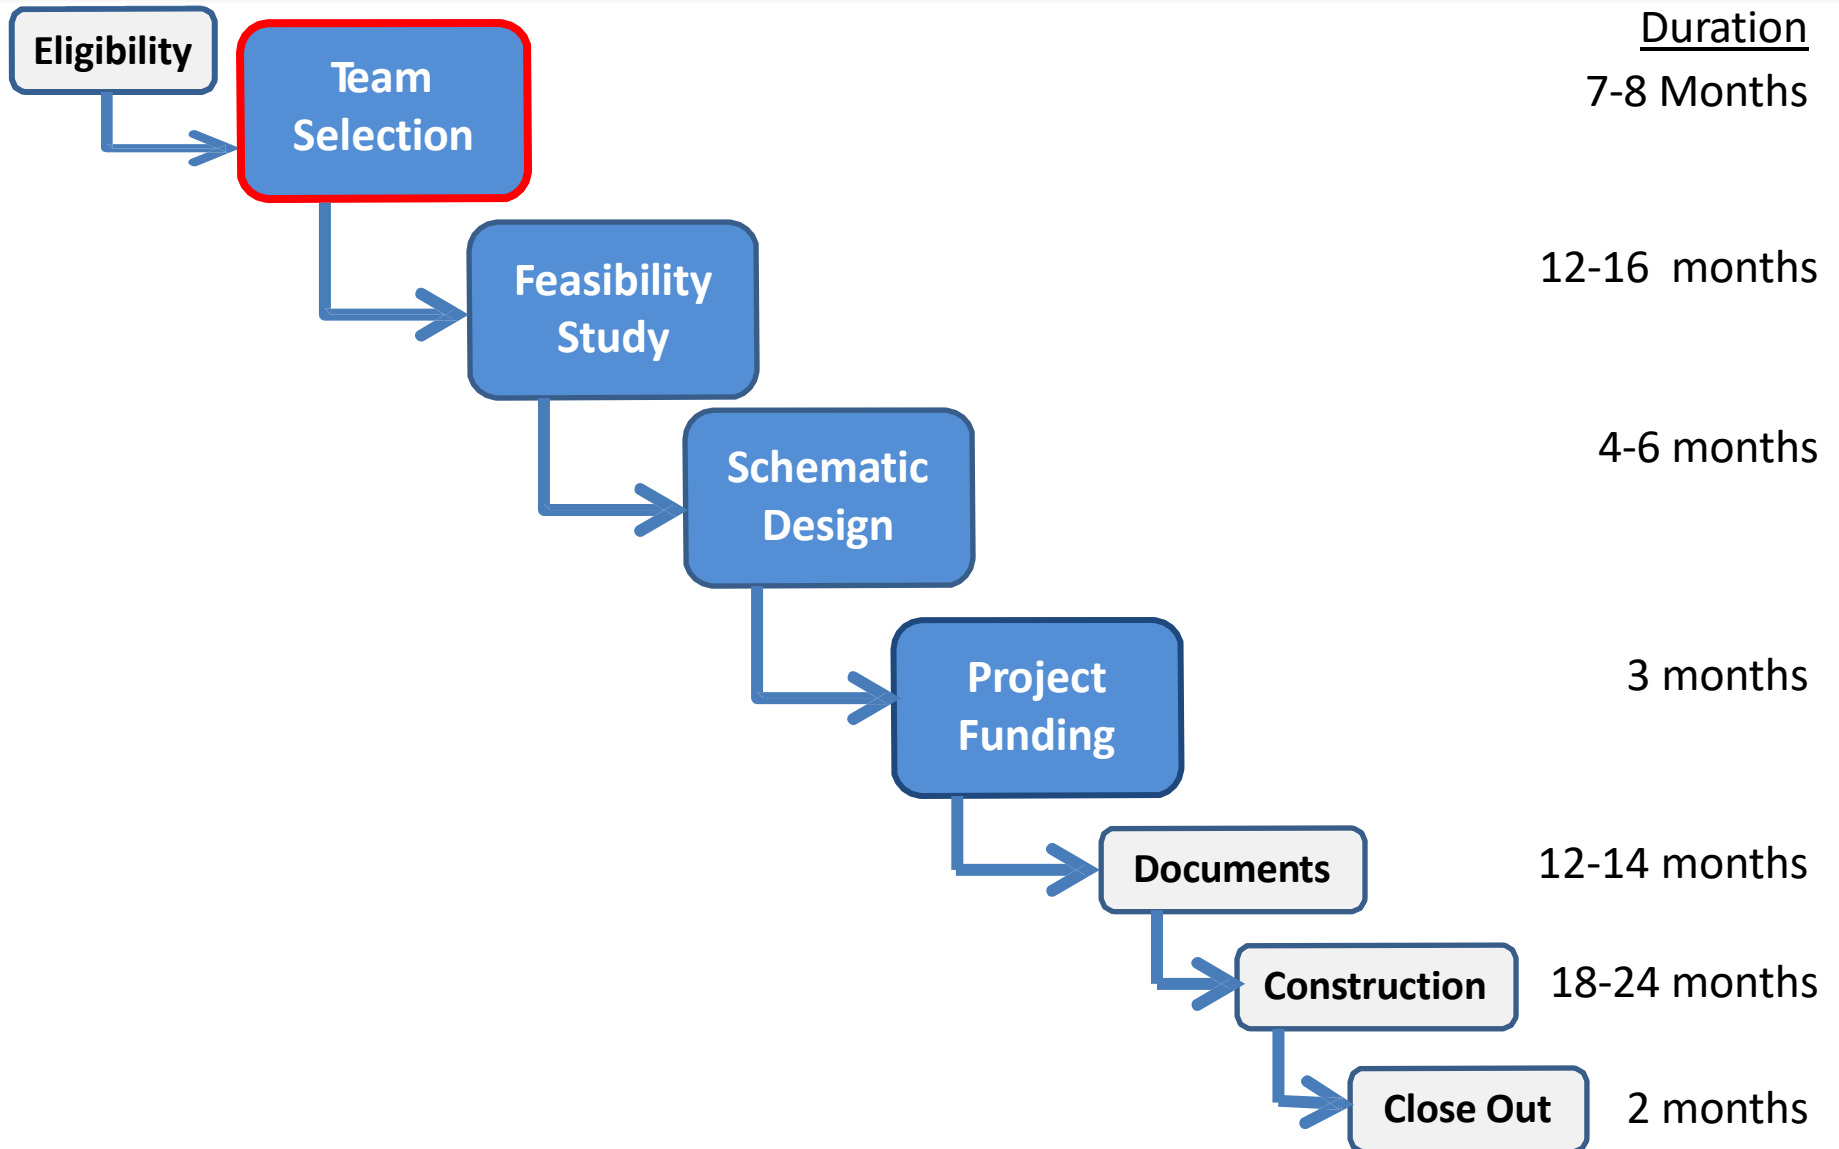 Eligibility
Duration
Team
Selection
7-8 Months
Feasibility
Study
12-16  months
Schematic
Design
4-6 months
Project
Funding
3 months
Documents
12-14 months
Construction
18-24 months
Close Out
2 months